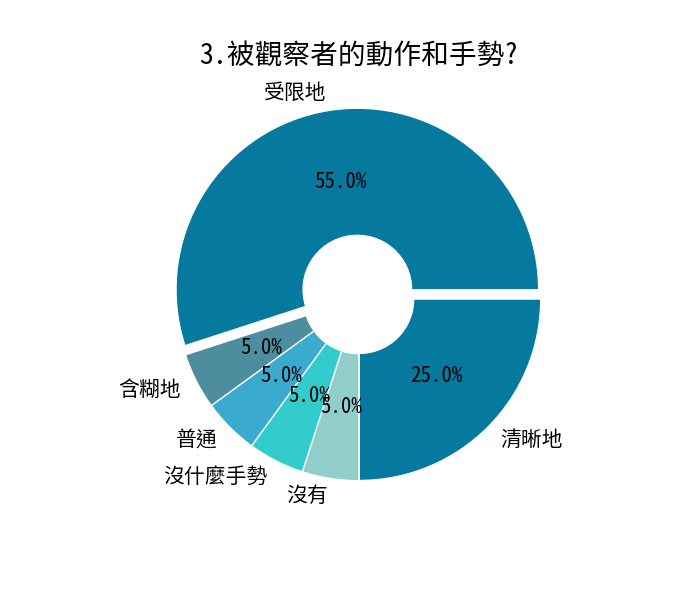 3.被觀察者的動作和手勢?
受限地
55.0%
5.0%
含糊地
5.0%
普通
5.0%
沒什麼手勢
5.0%
沒有
25.0%
清晰地